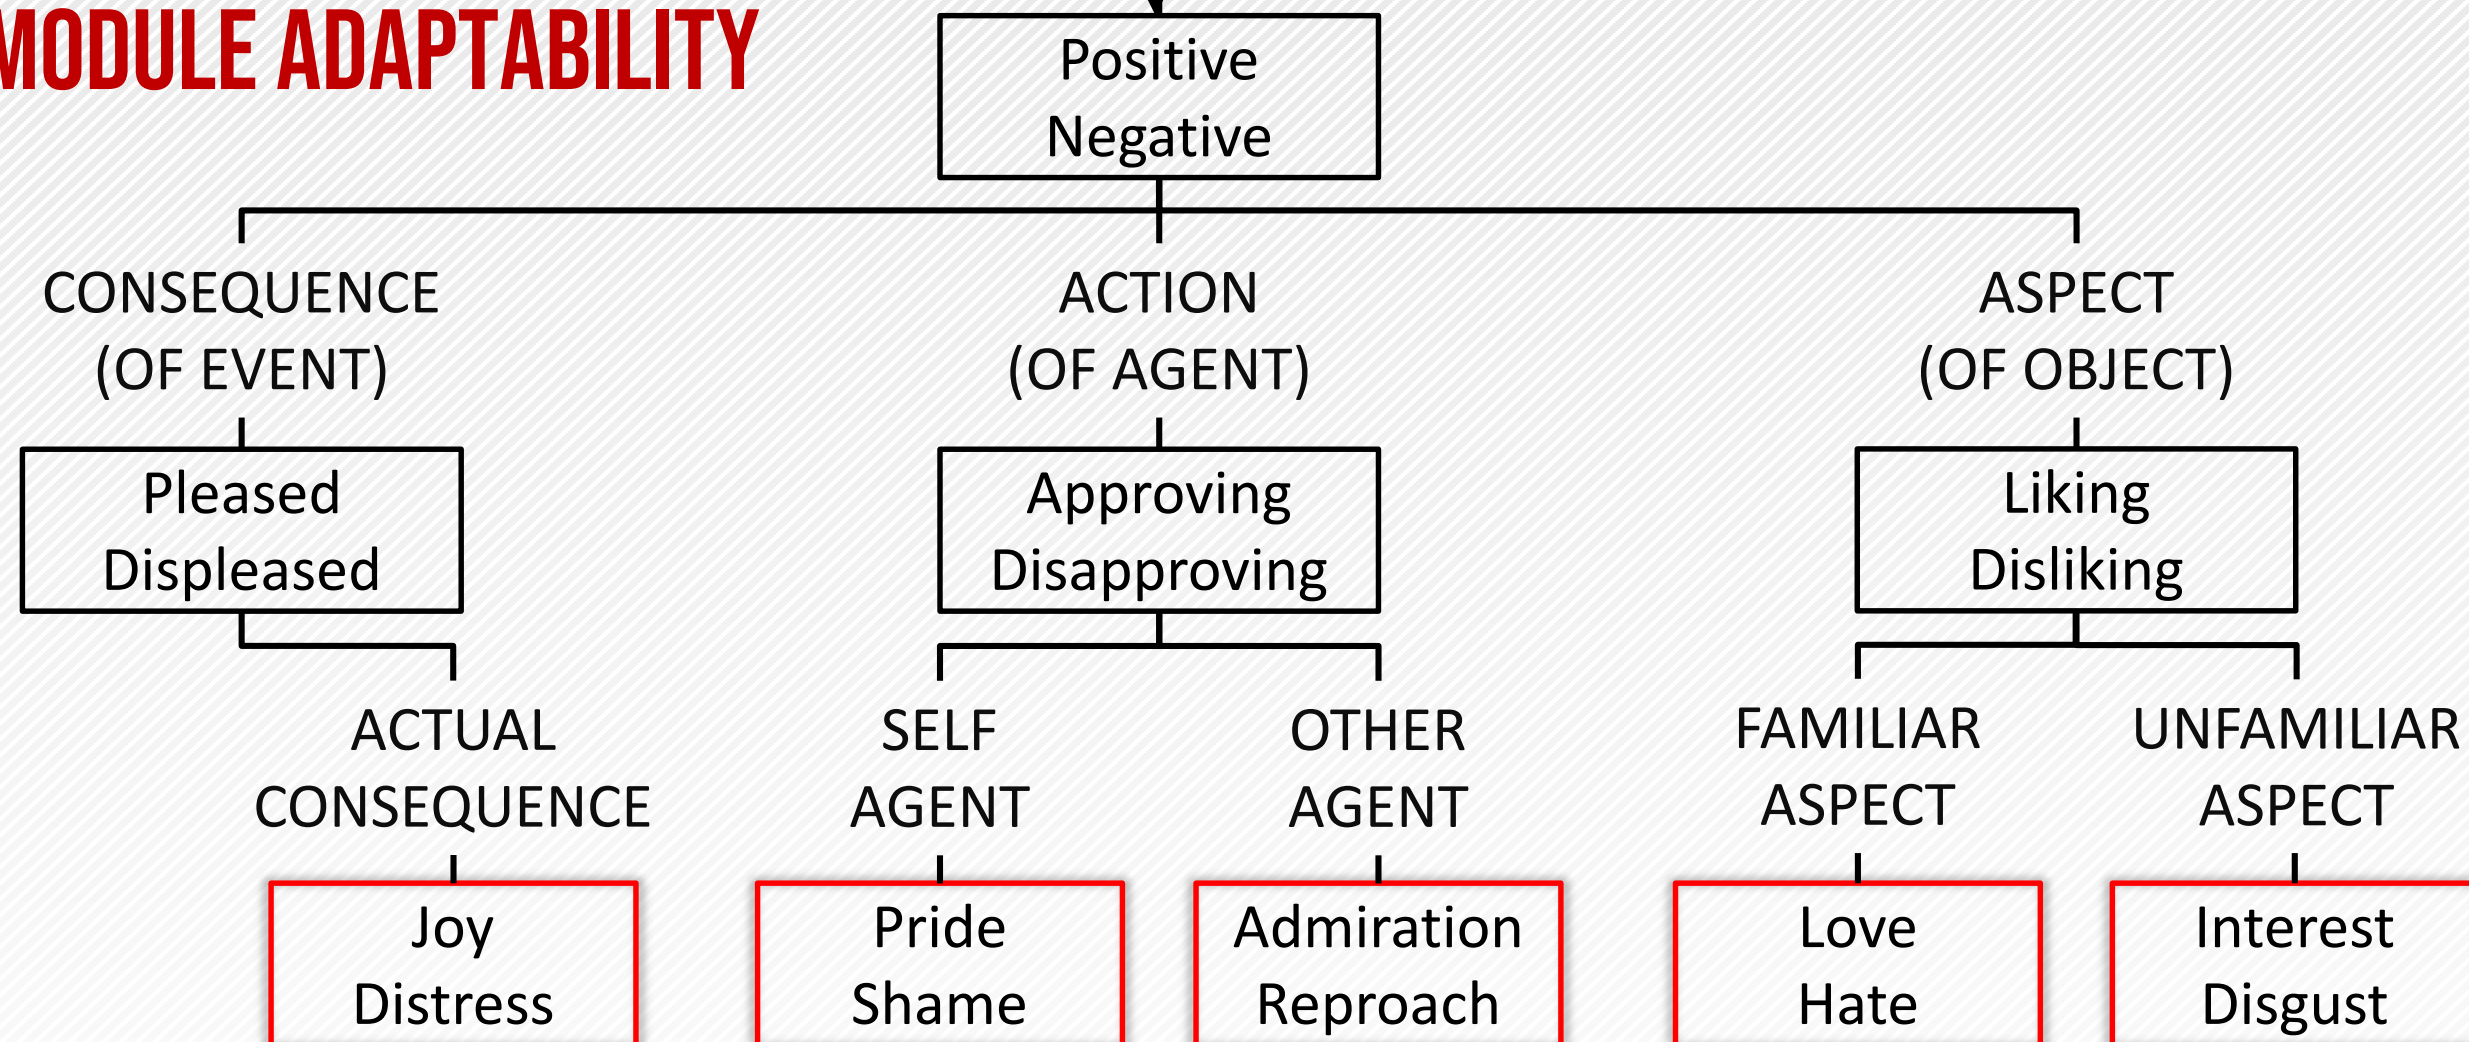 MODULE ADAPTABILITY
Positive
Negative
CONSEQUENCE
(OF EVENT)
ACTION
(OF AGENT)
ASPECT
(OF OBJECT)
Pleased
Displeased
Approving
Disapproving
Liking
Disliking
ACTUAL
CONSEQUENCE
SELF
AGENT
OTHER
AGENT
FAMILIAR
ASPECT
UNFAMILIAR
ASPECT
Joy
Distress
Pride
Shame
Admiration
Reproach
Love
Hate
Interest
Disgust